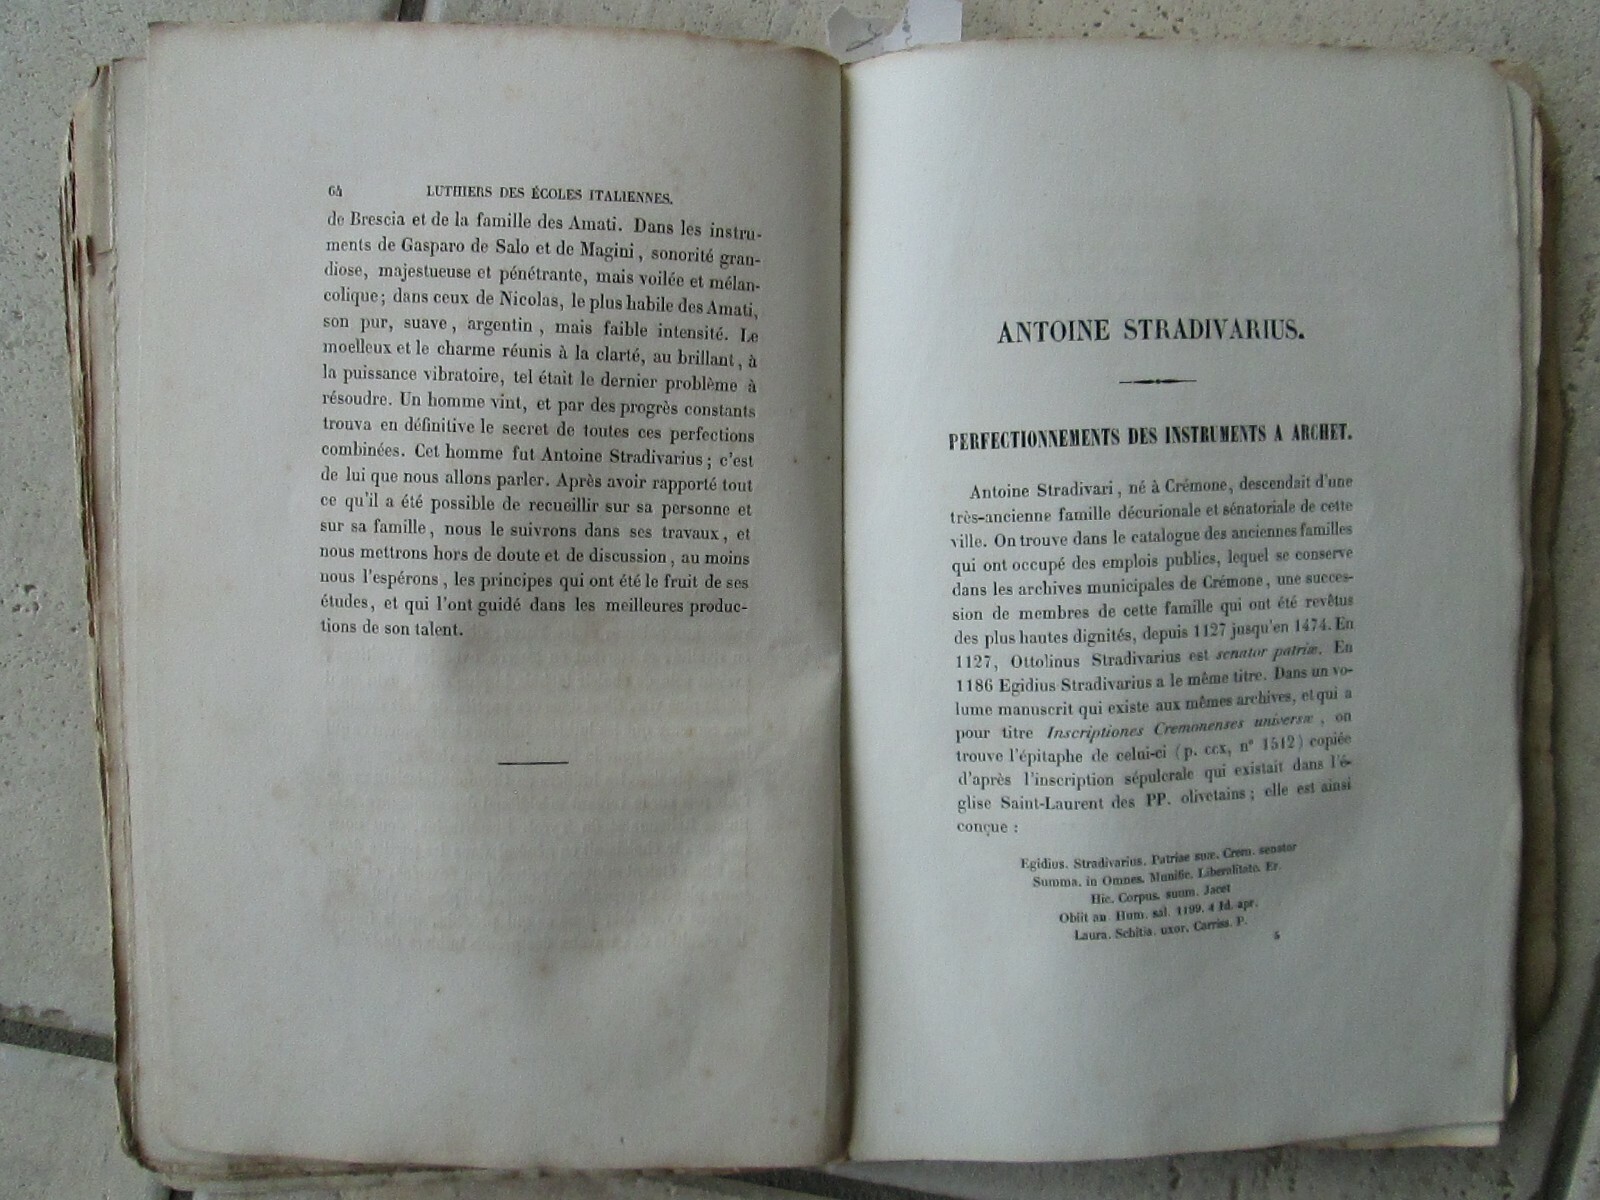 64 LUTHIERS DES ÉCOLES ITALIENNES.
de Brescia et de la famille des Amati. Dans les instru-
ments de Gasparo de Salo et de Magini, sonorité gran-
diose, majestueuse et pénétrante, mais voilée et mélan-
colique; dans ceux de Nicolas, le plus habile des Amati,
son pur, suave, argentin, mais faible intensité. Le
moelleux et le charme réunis à la clarté, au brillant, à
la puissance vibratoire, tel était le dernier problème à
résoudre. Un homme vint, et par des progrès constants
trouva en définitive le secret de toutes ces perfections
combinées. Cet homme fut Antoine Stradivarius; c'est
de lui que nous allons parler. Après avoir rapporté tout
ce qu'il a été possible de recueillir sur sa personne et
sur sa famille, nous le suivrons dans ses travaux, et
nous mettrons hors de doute et de discussion, au moins
nous l'espérons, les principes qui ont été le fruit de ses
études, et qui l'ont guidé dans les meilleures produc-
tions de son talent.
ANTOINE STRADIVARIUS.
PERFECTIONNEMENTS DES INSTRUMENTS A ARCHET.
Antoine Stradivari, né à Crémone, descendait d'une
très-ancienne famille décurionale et sénatoriale de cette
ville. On trouve dans le catalogue des anciennes familles
qui ont occupé des emplois publics, lequel se conserve
dans les archives municipales de Crémone, une succes-
sion de membres de cette famille qui ont été revêtus
des plus hautes dignités, depuis 1127 jusqu'en 1474. En
1127, Ottolinus Stradivarius est senator patriæ. En
1186 Egidius Stradivarius a le même titre. Dans un vo-
lume manuscrit qui existe aux mêmes archives, et qui a
pour titre Inscriptiones Cremonenses universæ, on
trouve l'épitaphe de celui-ci (p. CCX, n° 1512) copiée
d'après l'inscription sépulcrale qui existait dans l'é-
glise Saint-Laurent des PP. olivetains; elle est ainsi
conçue :
Egidius. Stradivarius. Patriae suæ. Crem. senator
Summa. in Omnes. Munific. Liberalitate. Er.
Hic. Corpus. suum. Jacet
Obiit an. Hum. sal. 1199. 4 Id. apr.
Laura. Schitia. uxor. Cariss. P.
5